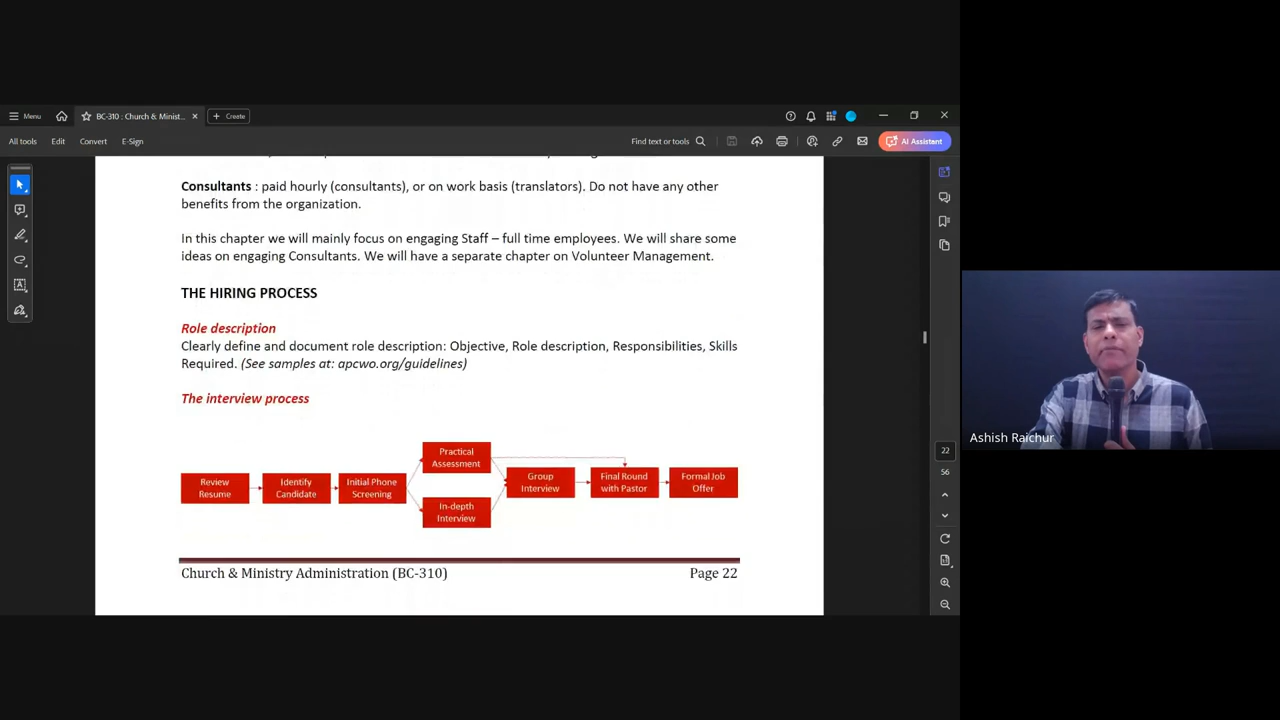 Menu
BC-310 : Church & Minist...
Create
All tools
Edit
Convert
E-Sign
Find text or tools
AI Assistant
Consultants : paid hourly (consultants), or on work basis (translators). Do not have any other
benefits from the organization.
In this chapter we will mainly focus on engaging Staff – full time employees. We will share some
ideas on engaging Consultants. We will have a separate chapter on Volunteer Management.
THE HIRING PROCESS
Role description
Clearly define and document role description: Objective, Role description, Responsibilities, Skills
Required. (See samples at: apcwo.org/guidelines)
The interview process
Review
Resume
Identify
Candidate
Initial Phone
Screening
Practical
Assessment
In-depth
Interview
Group
Interview
Final Round
with Pastor
Formal Job
Offer
Church & Ministry Administration (BC-310)
Page 22
22
56
Ashish Raichur